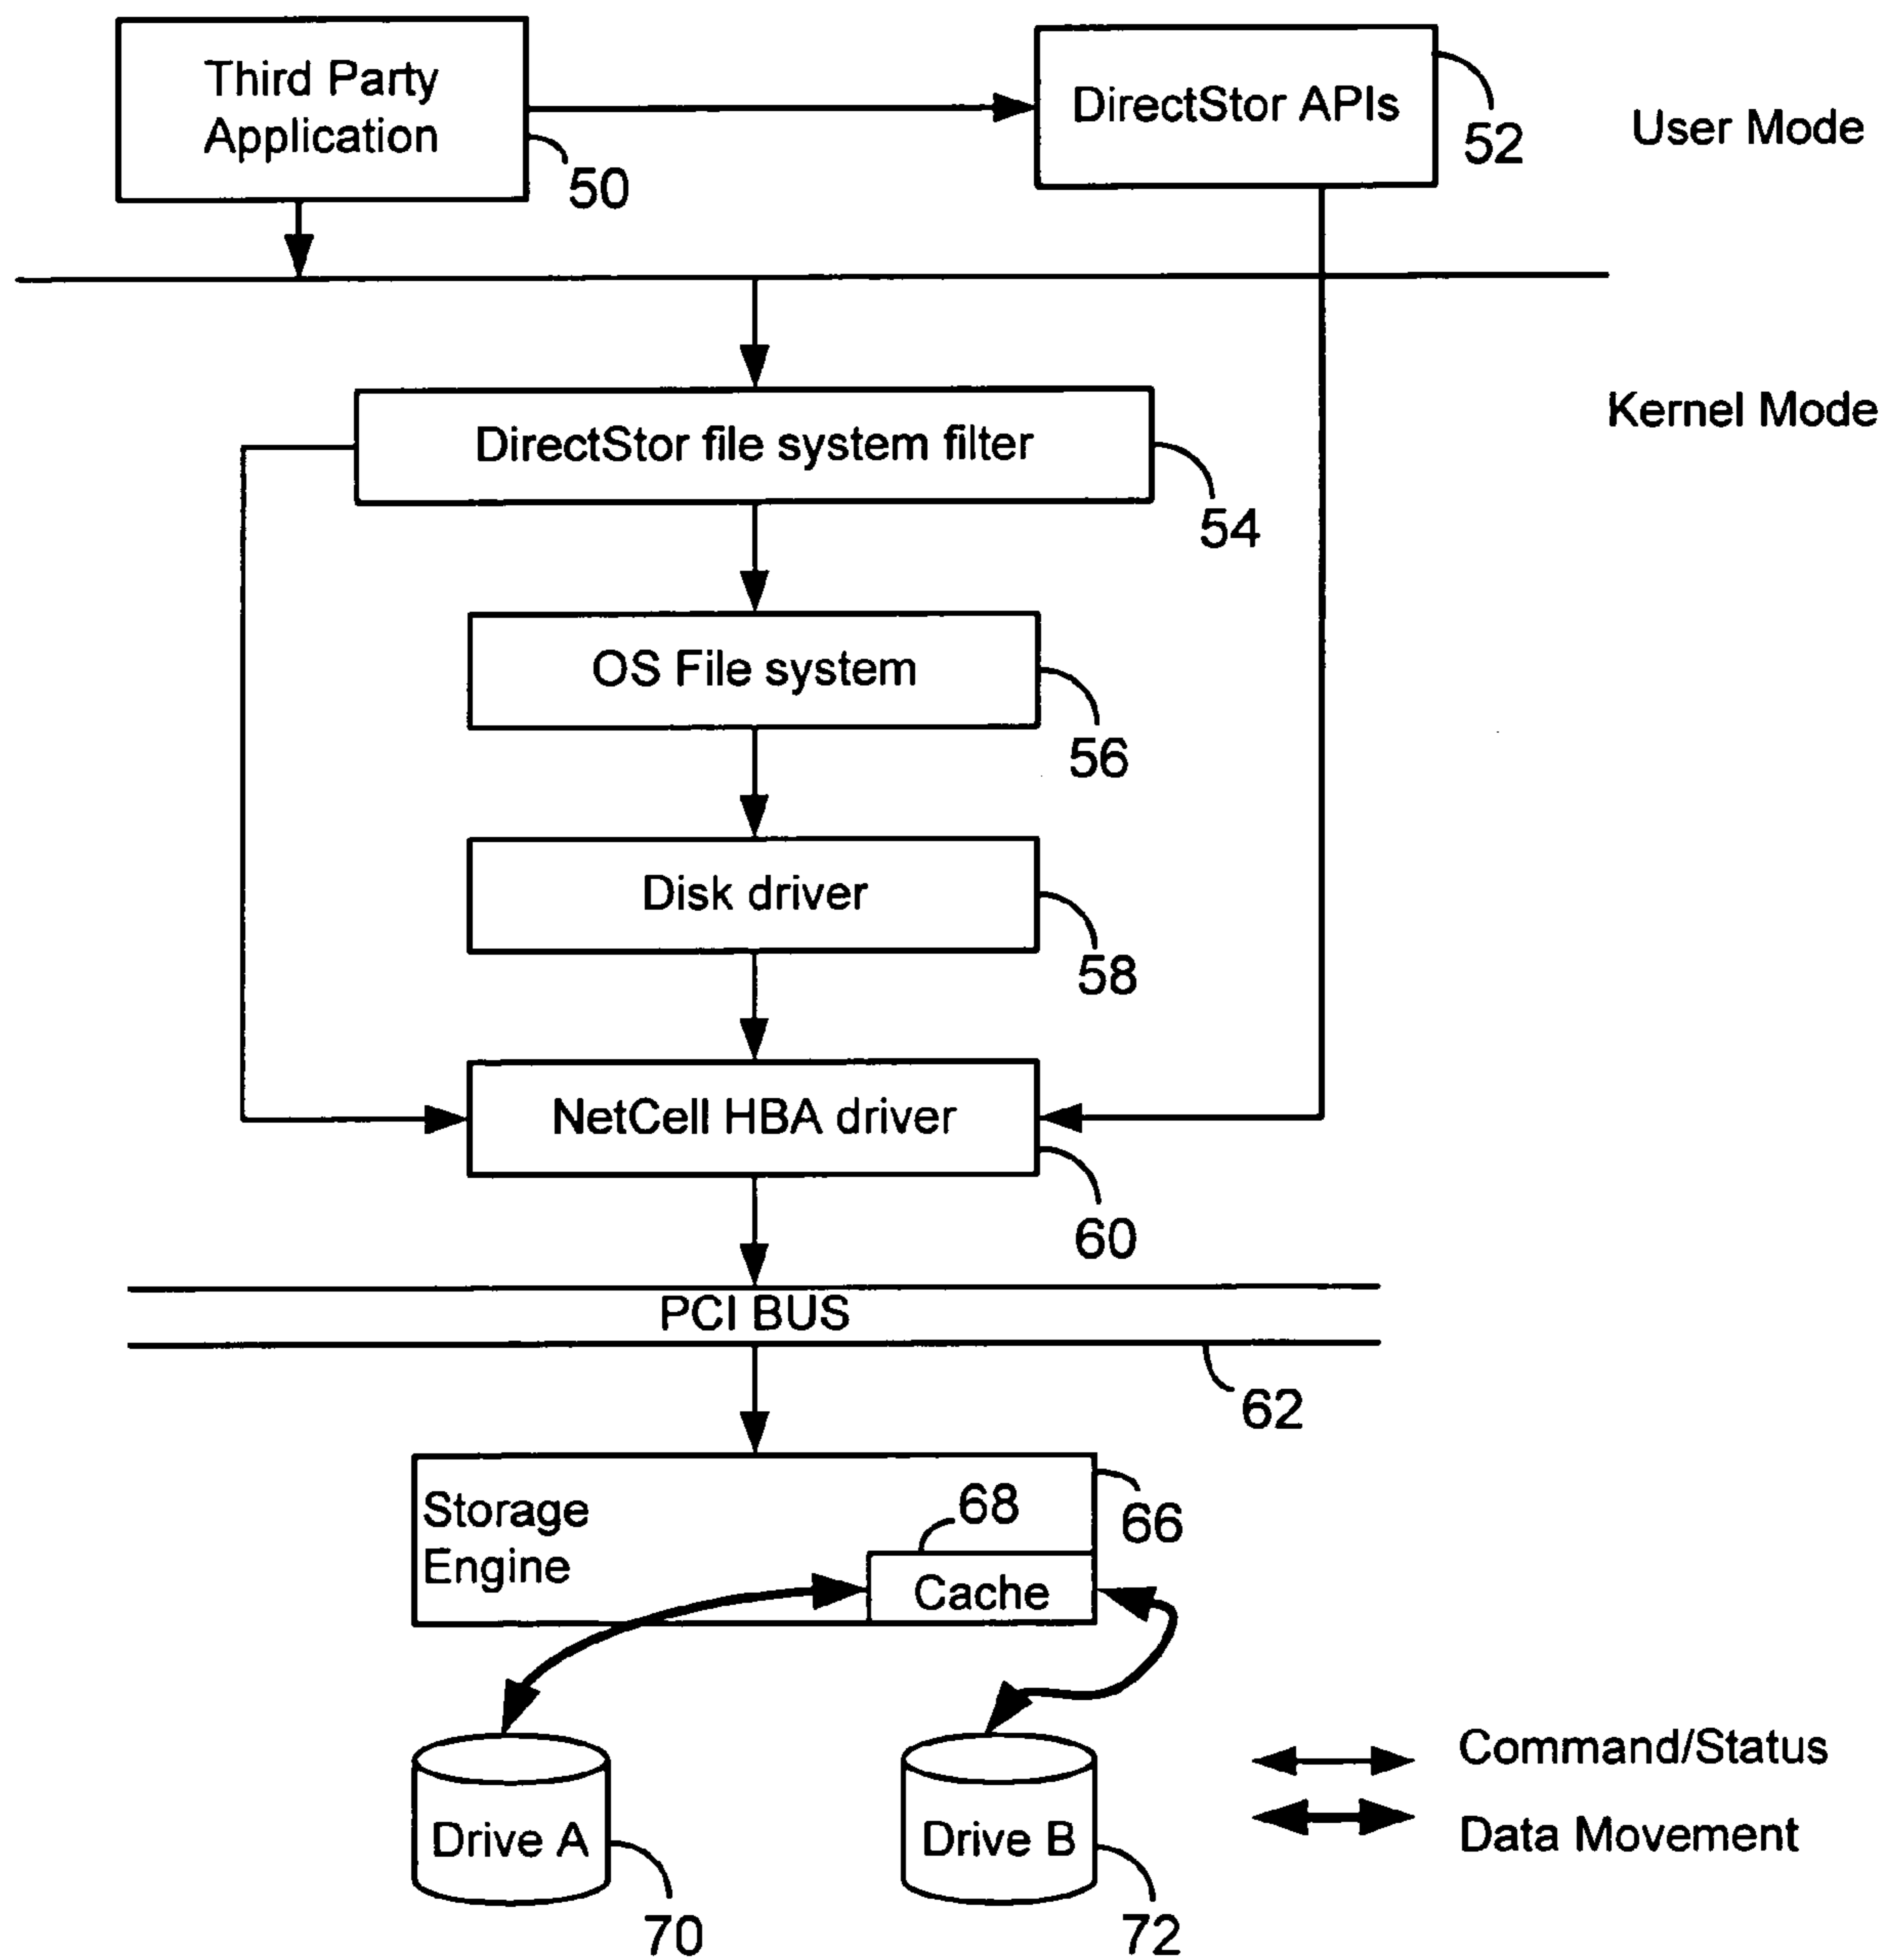 Third Party
Application
50
DirectStor APIs
52
User Mode
Kernel Mode
DirectStor file system filter
54
OS File system
56
Disk driver
58
NetCell HBA driver
60
PCI BUS
62
Storage
Engine
66
68
Cache
Drive A
70
Drive B
72
Command/Status
Data Movement